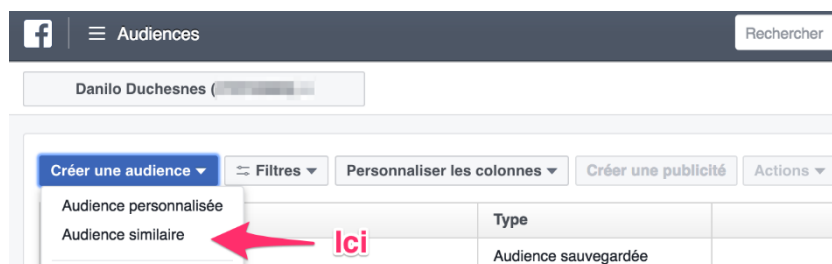 f Audiences Rechercher
Danilo Duchesnes (
Créer une audience Filtres Personnaliser les colonnes Créer une publicité Actions
Audience personnalisée
Type
Audience similaire
Ici
Audience sauvegardée